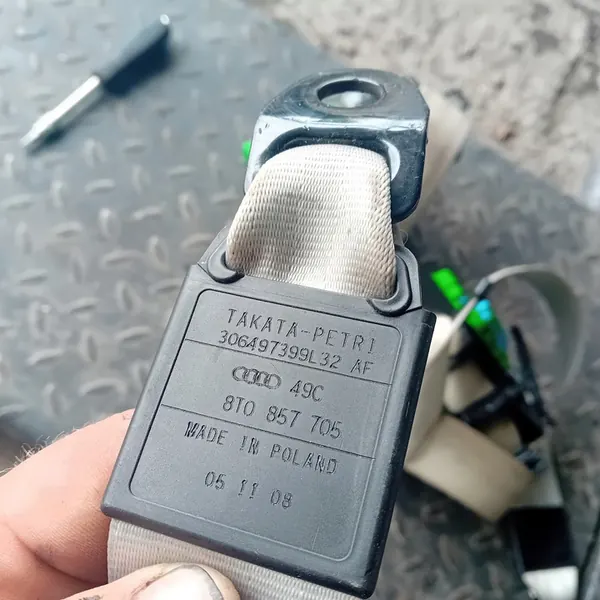 TAKATA-PETRI
306497399L32 AF
49C
8T0 857 705
MADE IN POLAND
05 11 08